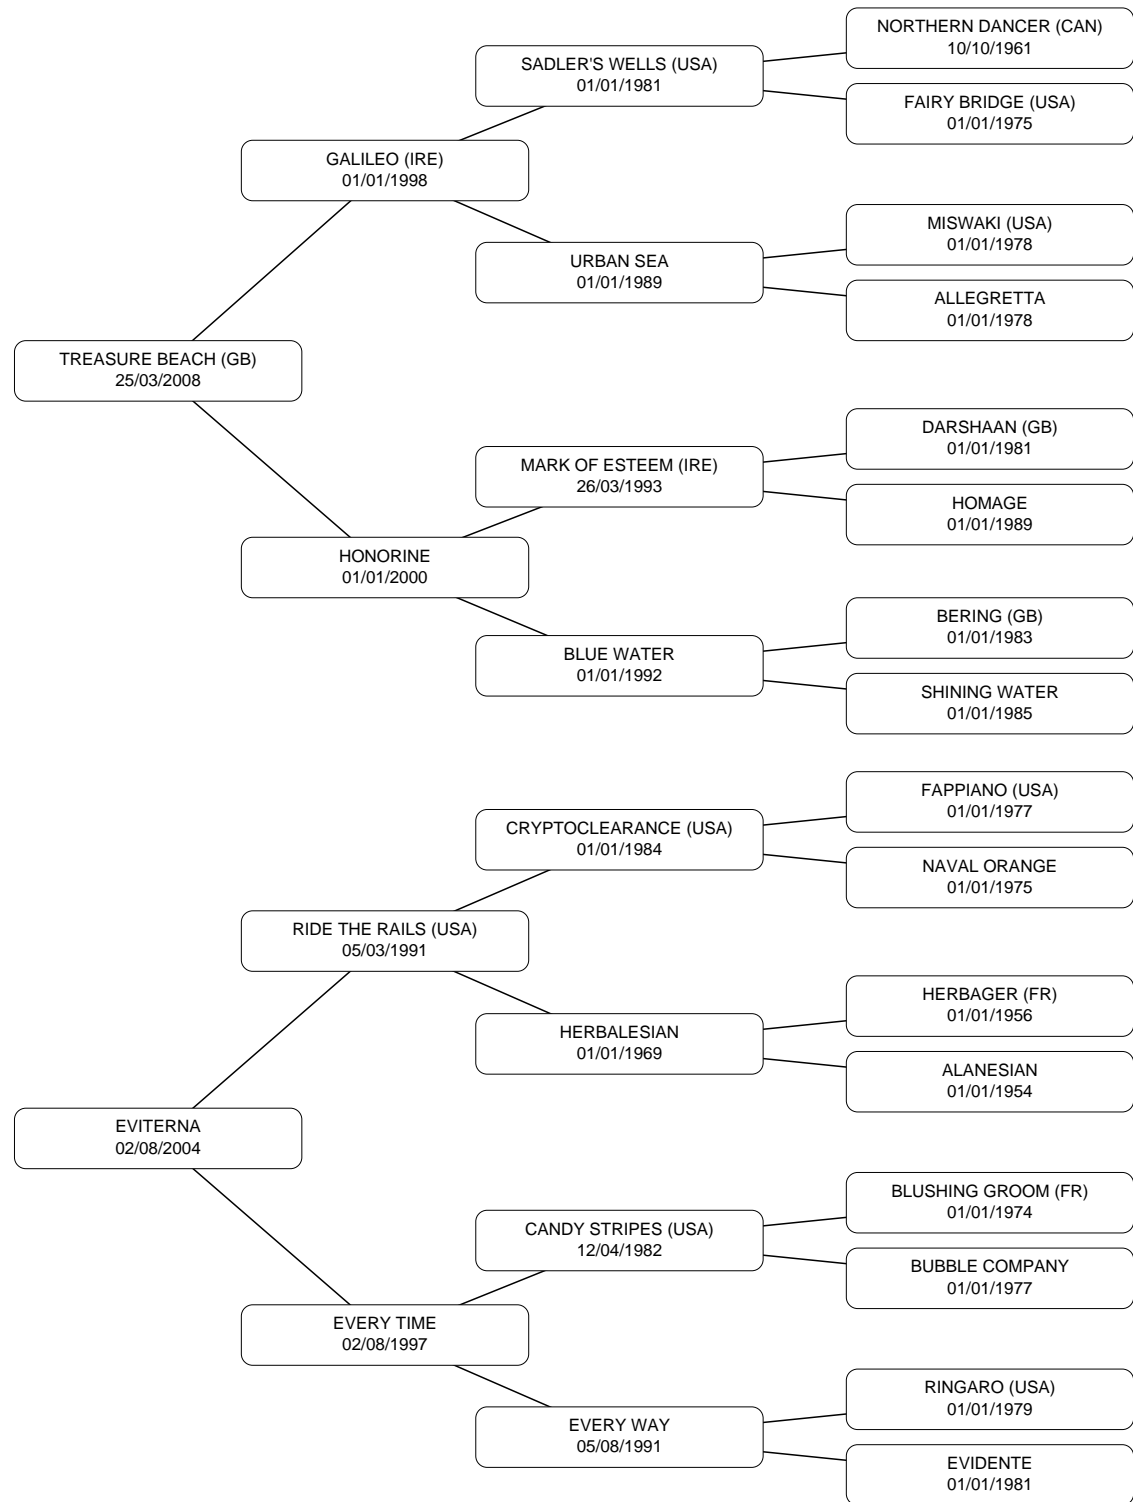 NORTHERN DANCER (CAN)
10/10/1961
SADLER'S WELLS (USA)
01/01/1981
FAIRY BRIDGE (USA)
01/01/1975
GALILEO (IRE)
01/01/1998
MISWAKI (USA)
01/01/1978
URBAN SEA
01/01/1989
ALLEGRETTA
01/01/1978
TREASURE BEACH (GB)
25/03/2008
DARSHAAN (GB)
01/01/1981
MARK OF ESTEEM (IRE)
26/03/1993
HOMAGE
01/01/1989
HONORINE
01/01/2000
BERING (GB)
01/01/1983
BLUE WATER
01/01/1992
SHINING WATER
01/01/1985
FAPPIANO (USA)
01/01/1977
CRYPTOCLEARANCE (USA)
01/01/1984
NAVAL ORANGE
01/01/1975
RIDE THE RAILS (USA)
05/03/1991
HERBAGER (FR)
01/01/1956
HERBALESIAN
01/01/1969
ALANESIAN
01/01/1954
EVITERNA
02/08/2004
BLUSHING GROOM (FR)
01/01/1974
CANDY STRIPES (USA)
12/04/1982
BUBBLE COMPANY
01/01/1977
EVERY TIME
02/08/1997
RINGARO (USA)
01/01/1979
EVERY WAY
05/08/1991
EVIDENTE
01/01/1981